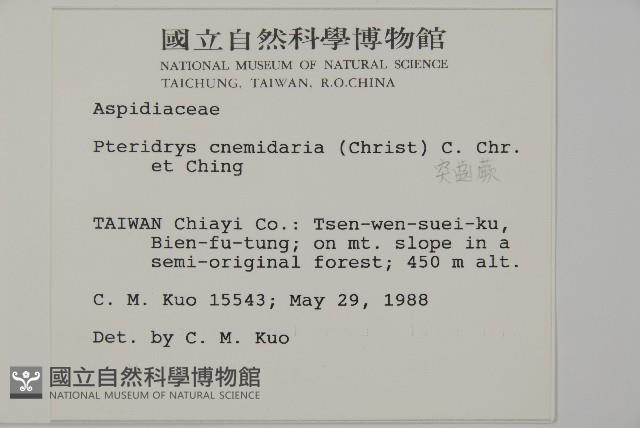 國立自然科學博物館
NATIONAL MUSEUM OF NATURAL SCIENCE
TAICHUNG, TAIWAN, R.O.CHINA
Aspidiaceae
Pteridrys cnemidaria (Christ) C. Chr.
et Ching
突齒蕨
TAIWAN Chiayi Co.: Tsen-wen-suei-ku,
Bien-fu-tung; on mt. slope in a
semi-original forest; 450 m alt.
C. M. Kuo 15543; May 29, 1988
Det. by C. M. Kuo
國立自然科學博物館
NATIONAL MUSEUM OF NATURAL SCIENCE